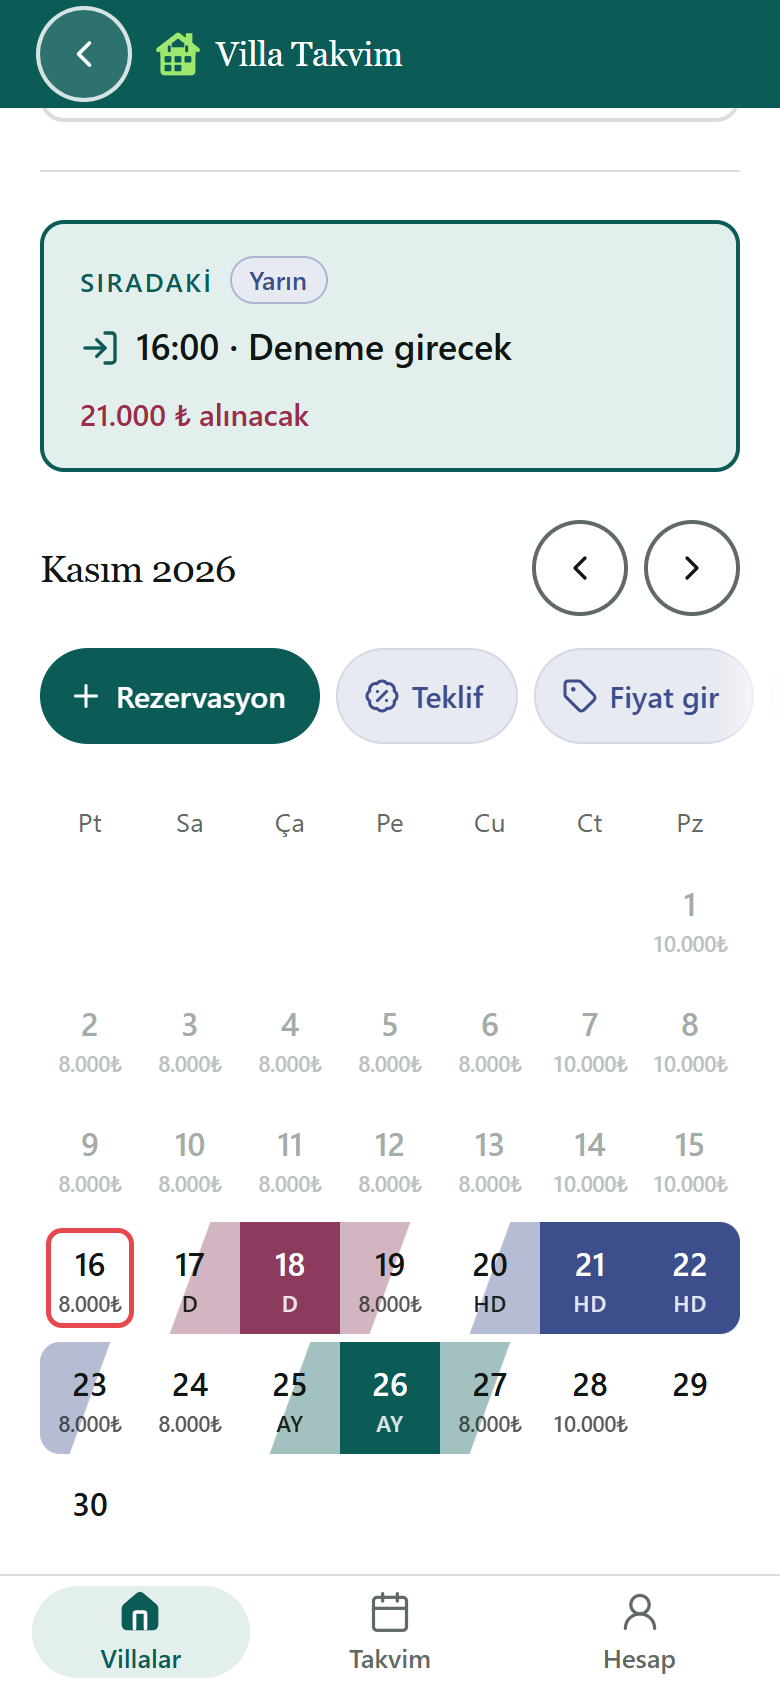 Villa Takvim
SIRADAKİ Yarın
16:00 · Deneme girecek
21.000 ₺ alınacak
Kasım 2026
Rezervasyon Teklif Fiyat gir
Pt Sa Ça Pe Cu Ct Pz
1
10.000₺
2 3 4 5 6 7 8
8.000₺ 8.000₺ 8.000₺ 8.000₺ 8.000₺ 10.000₺ 10.000₺
9 10 11 12 13 14 15
8.000₺ 8.000₺ 8.000₺ 8.000₺ 8.000₺ 10.000₺ 10.000₺
16 17 18 19 20 21 22
8.000₺ D D 8.000₺ HD HD HD
23 24 25 26 27 28 29
8.000₺ 8.000₺ AY AY 8.000₺ 10.000₺
30
Villalar Takvim Hesap